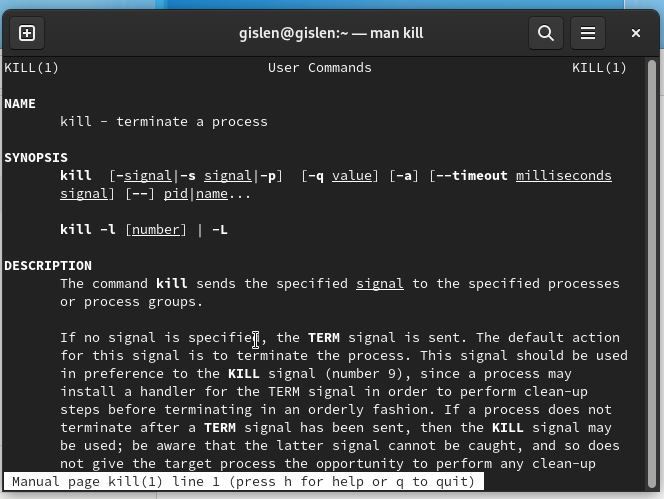 gislen@gislen:~ — man kill
KILL(1) User Commands KILL(1)
NAME
kill - terminate a process
SYNOPSIS
kill [-signal|-s signal|-p] [-q value] [-a] [--timeout milliseconds
signal] [--] pid|name...
kill -l [number] | -L
DESCRIPTION
The command kill sends the specified signal to the specified processes
or process groups.
If no signal is specified, the TERM signal is sent. The default action
for this signal is to terminate the process. This signal should be used
in preference to the KILL signal (number 9), since a process may
install a handler for the TERM signal in order to perform clean-up
steps before terminating in an orderly fashion. If a process does not
terminate after a TERM signal has been sent, then the KILL signal may
be used; be aware that the latter signal cannot be caught, and so does
not give the target process the opportunity to perform any clean-up
Manual page kill(1) line 1 (press h for help or q to quit)